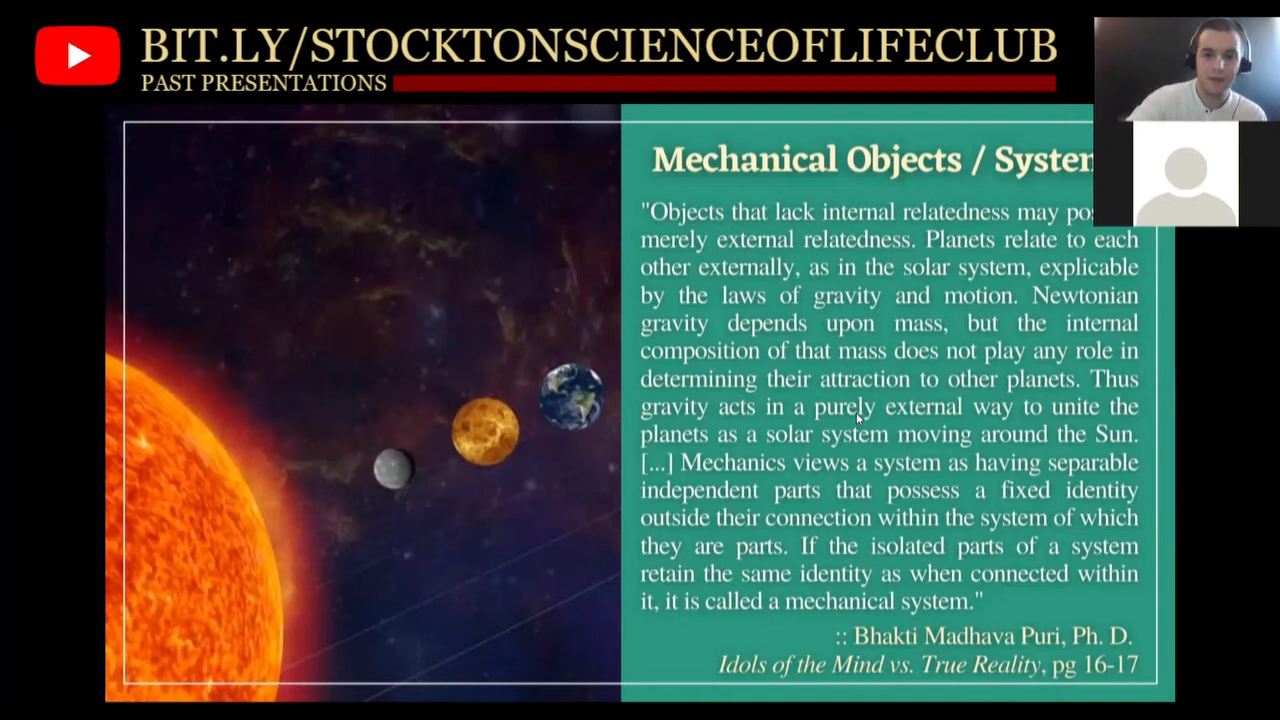 BIT.LY/STOCKTONSCIENCEOFLIFECLUB
PAST PRESENTATIONS
Mechanical Objects /
"Objects that lack internal relatedness may
merely external relatedness. Planets relate to each
other externally, as in the solar system, explicable
by the laws of gravity and motion. Newtonian
gravity depends upon mass, but the internal
composition of that mass does not play any role in
determining their attraction to other planets. Thus
gravity acts in a purely external way to unite the
planets as a solar system moving around the Sun.
[...] Mechanics views a system as having separable
independent parts that possess a fixed identity
outside their connection within the system of which
they are parts. If the isolated parts of a system
retain the same identity as when connected within
it, it is called a mechanical system."
:: Bhakti Madhava Puri, Ph. D.
Idols of the Mind vs. True Reality, pg 16-17